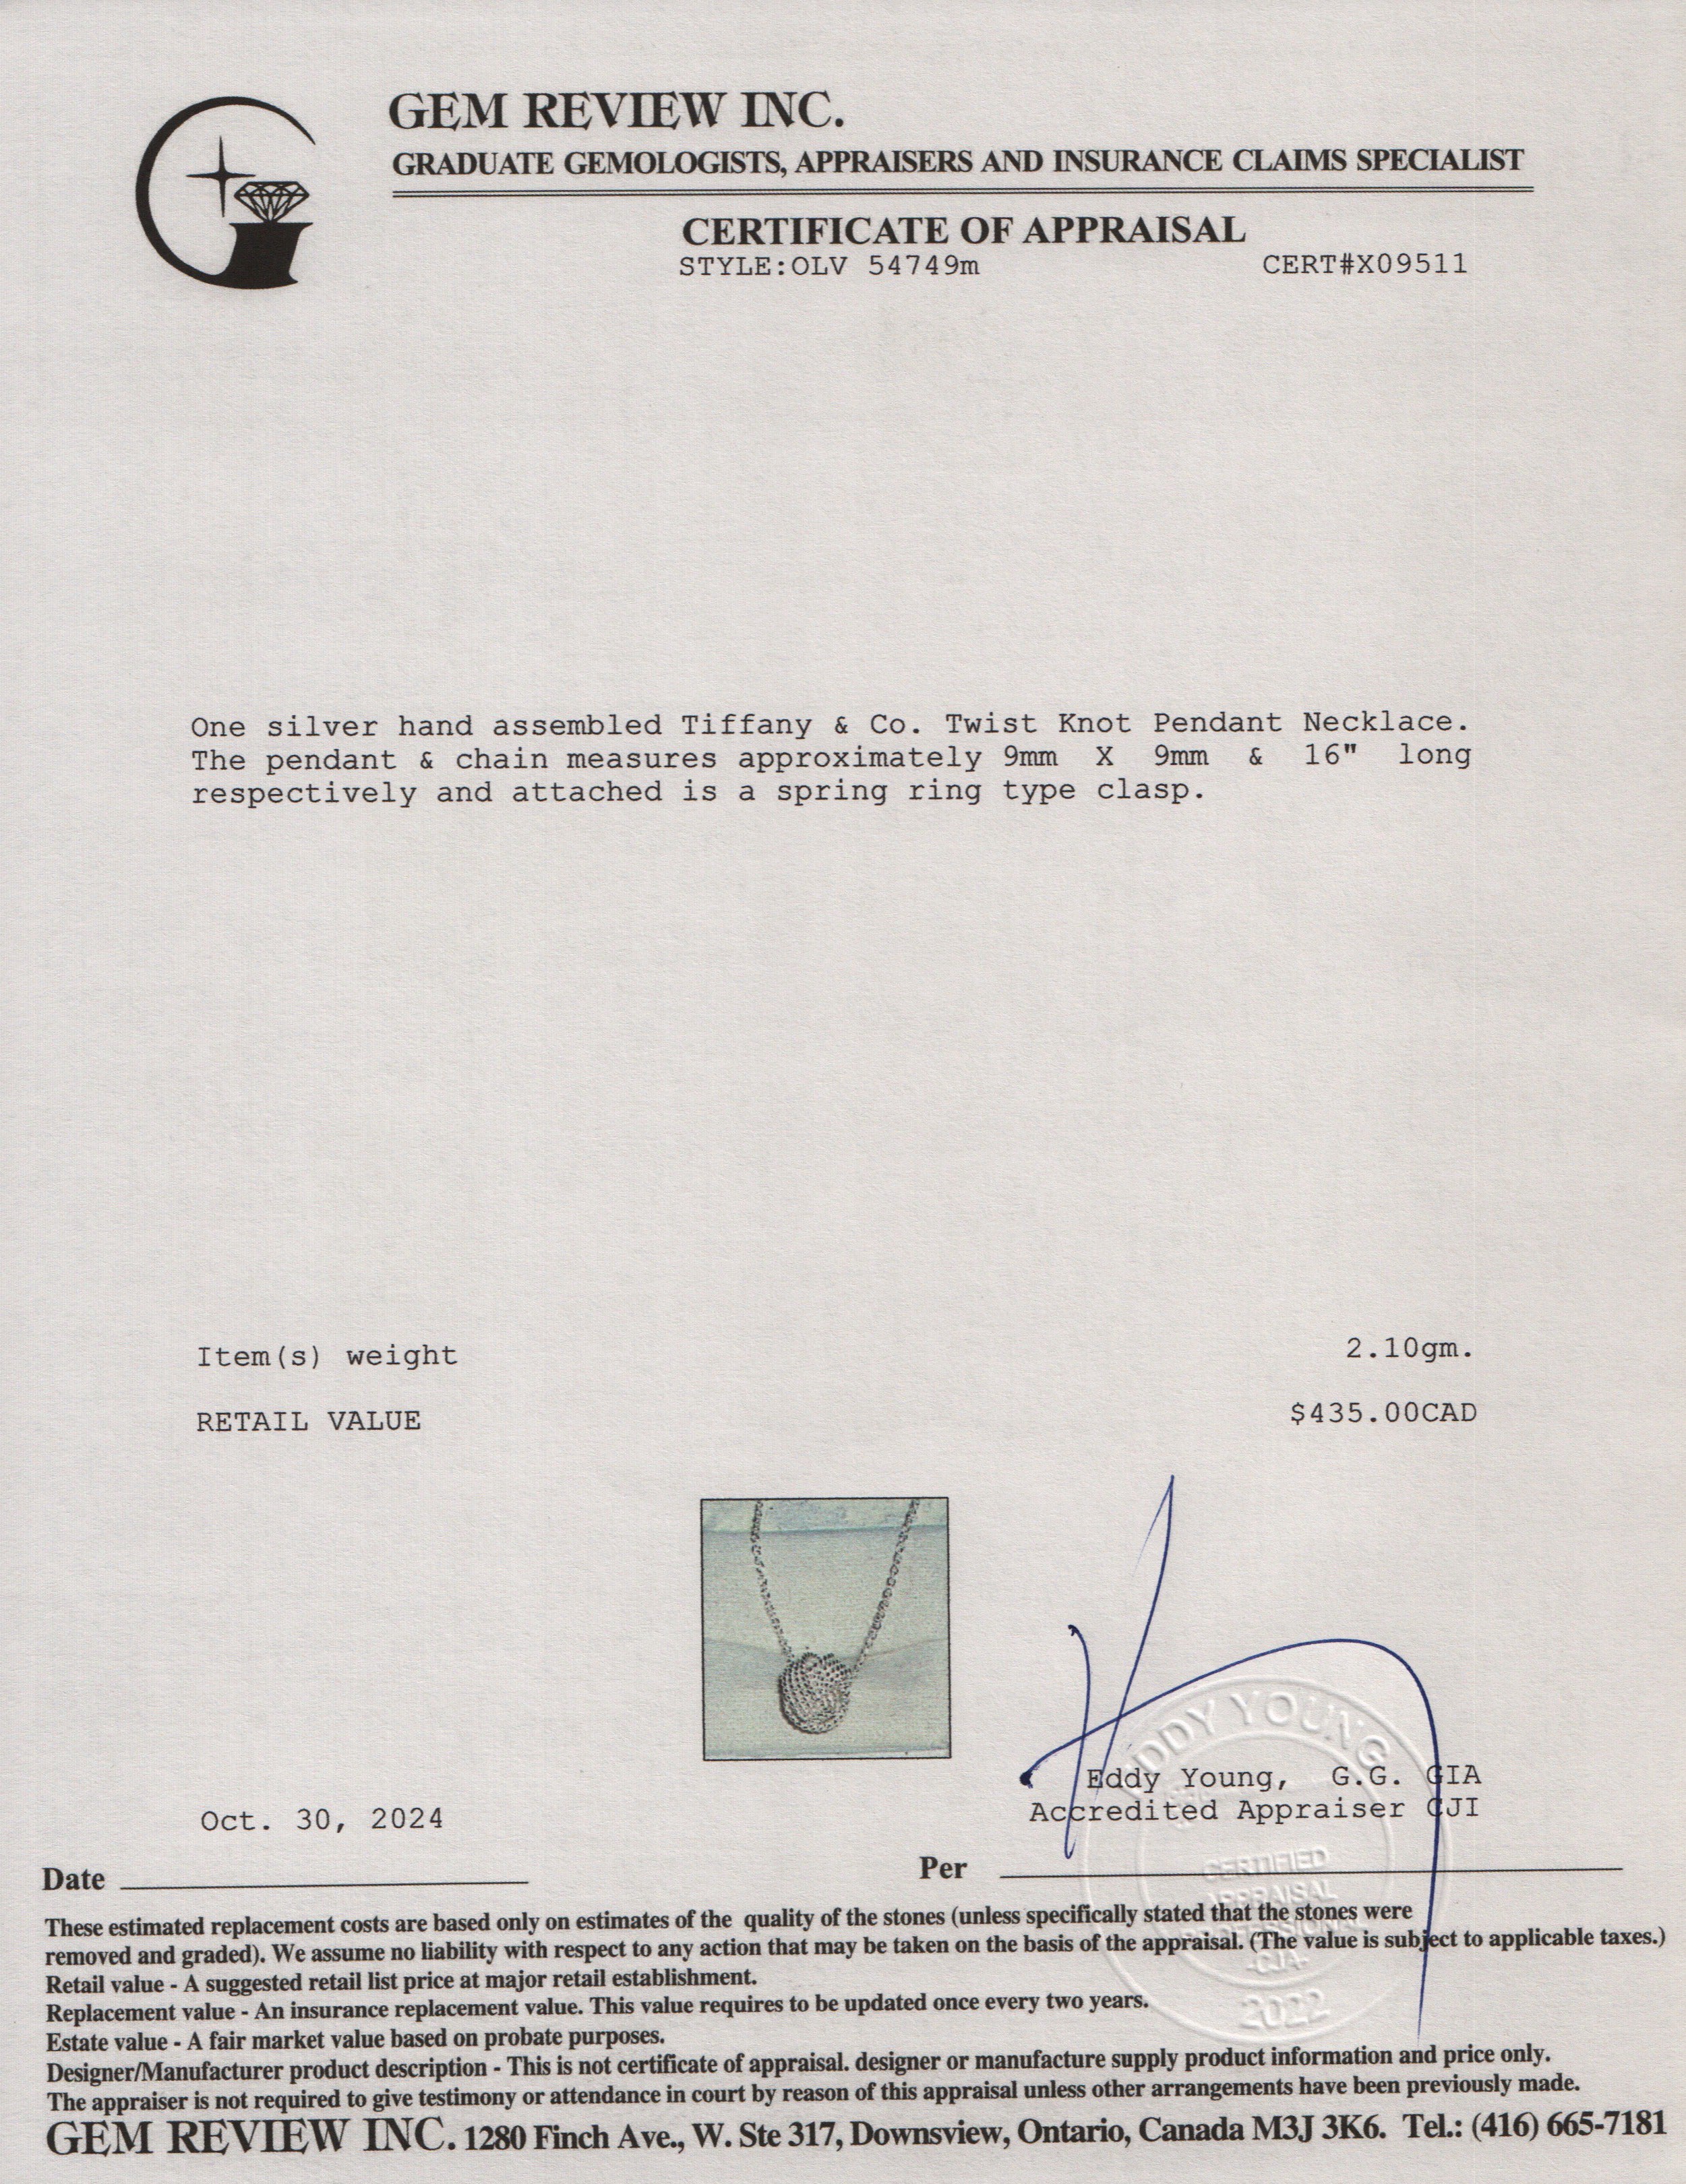 GEM REVIEW INC.
GRADUATE GEMOLOGISTS, APPRAISERS AND INSURANCE CLAIMS SPECIALIST
CERTIFICATE OF APPRAISAL
STYLE:OLV 54749m CERT#X09511
One silver hand assembled Tiffany & Co. Twist Knot Pendant Necklace.
The pendant & chain measures approximately 9mm X 9mm & 16" long
respectively and attached is a spring ring type clasp.
Item(s) weight 2.10gm.
RETAIL VALUE $435.00CAD
EDDY YOUNG
Eddy Young, G.G. GIA
Accredited Appraiser CJI
Oct. 30, 2024
Date
Per
CERTIFIED
APPRAISAL
PROFESSIONAL
-CJA-
2022
These estimated replacement costs are based only on estimates of the quality of the stones (unless specifically stated that the stones were
removed and graded). We assume no liability with respect to any action that may be taken on the basis of the appraisal. (The value is subject to applicable taxes.)
Retail value - A suggested retail list price at major retail establishment.
Replacement value - An insurance replacement value. This value requires to be updated once every two years.
Estate value - A fair market value based on probate purposes.
Designer/Manufacturer product description - This is not certificate of appraisal. designer or manufacture supply product information and price only.
The appraiser is not required to give testimony or attendance in court by reason of this appraisal unless other arrangements have been previously made.
GEM REVIEW INC. 1280 Finch Ave., W. Ste 317, Downsview, Ontario, Canada M3J 3K6. Tel.: (416) 665-7181